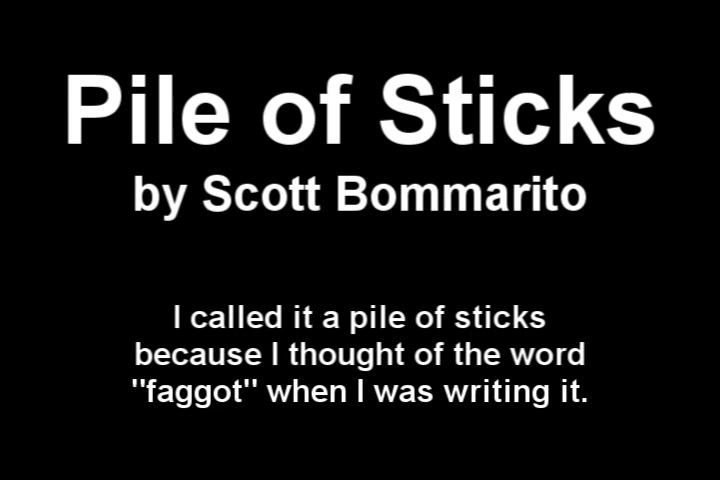 Pile of Sticks
by Scott Bommarito
I called it a pile of sticks
because I thought of the word
"faggot" when I was writing it.